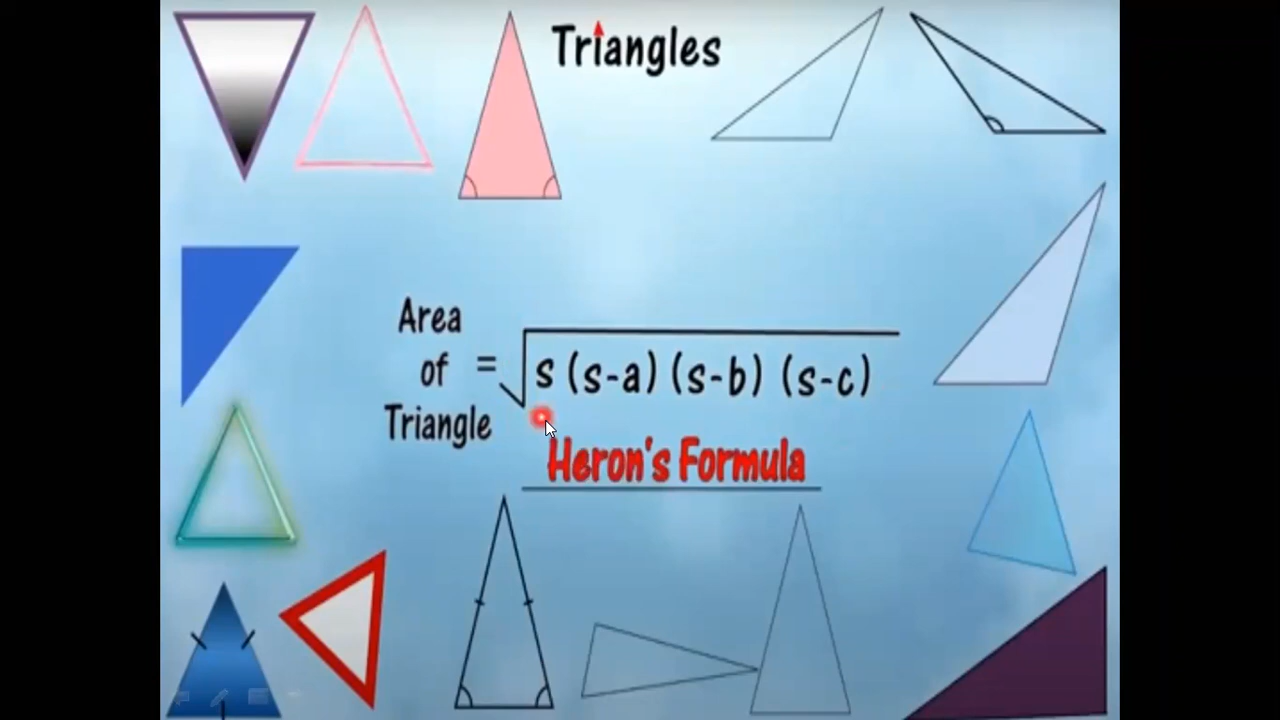 Triangles
Area
of
Triangle
= √s (s-a) (s-b) (s-c)
Heron's Formula